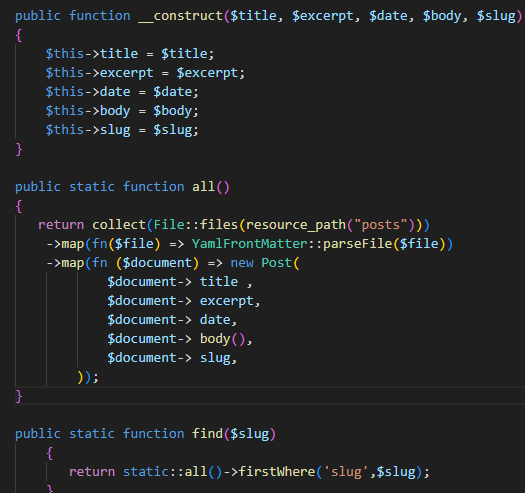 public function __construct($title, $excerpt, $date, $body, $slug)
{
    $this->title = $title;
    $this->excerpt = $excerpt;
    $this->date = $date;
    $this->body = $body;
    $this->slug = $slug;
}

public static function all()
{
   return collect(File::files(resource_path("posts")))
    ->map(fn($file) => YamlFrontMatter::parseFile($file))
    ->map(fn ($document) => new Post(
            $document-> title ,
            $document-> excerpt,
            $document-> date,
            $document-> body(),
            $document-> slug,
        ));
}

public static function find($slug)
    {
       return static::all()->firstWhere('slug',$slug);
    }